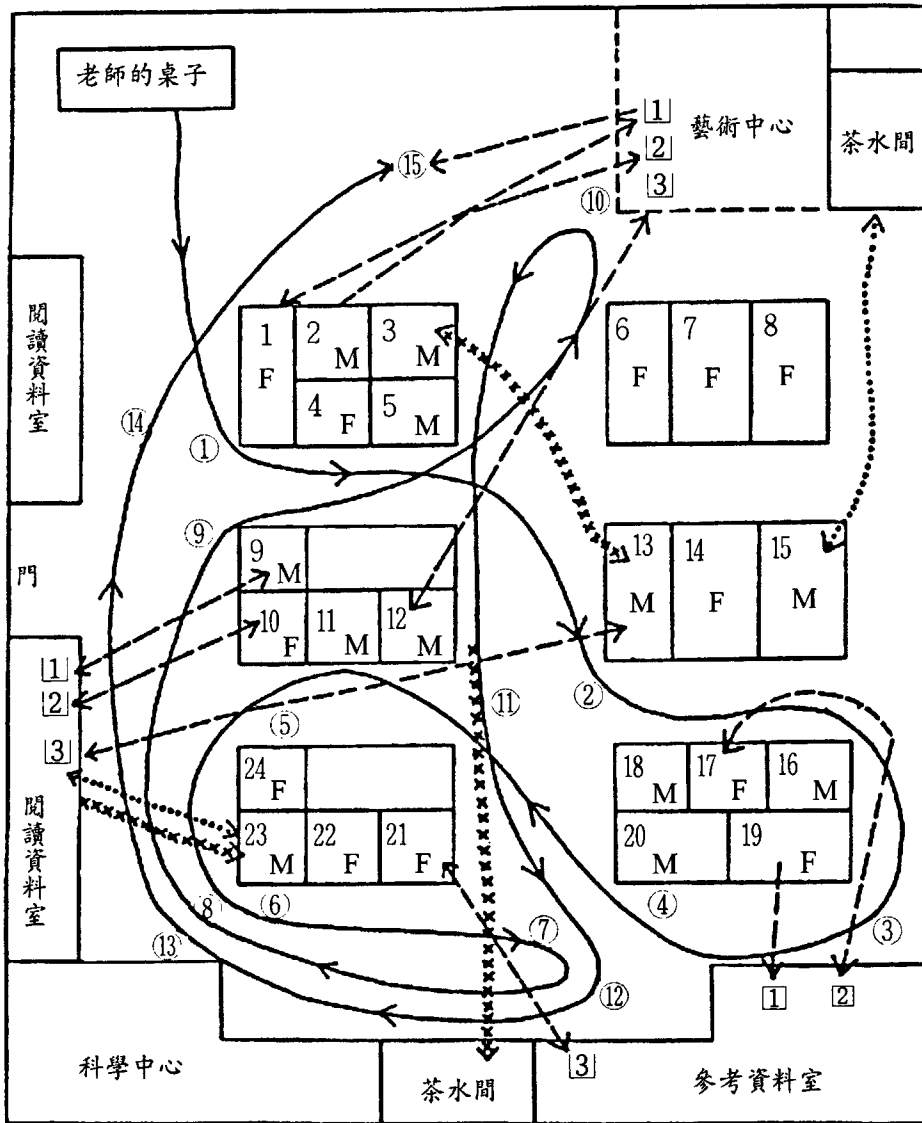 老師的桌子
1
2
3
藝術中心
茶水間
⑮
⑩
閱讀資料室
1
F
2
M
3
M
4
F
5
M
6
F
7
F
8
F
⑭
①
⑨
門
9
M
10
F
11
M
12
M
13
M
14
F
15
M
1
2
3
閱讀資料室
⑤
⑪
②
24
F
23
M
22
F
21
F
18
M
17
F
16
M
20
M
19
F
⑧
⑥
⑦
④
③
⑬
⑫
1
2
3
科學中心
茶水間
參考資料室